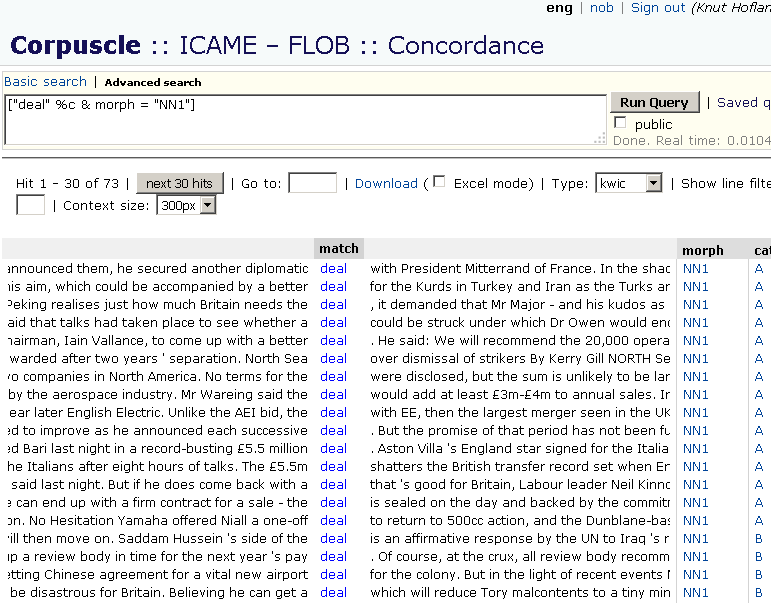 eng | nob | Sign out (Knut Hoflan
Corpuscle :: ICAME – FLOB :: Concordance
Basic search | Advanced search
["deal" %c & morph = "NN1"]
Run Query | Saved q
public
Done. Real time: 0.0104
Hit 1 - 30 of 73 | next 30 hits | Go to: | Download ( Excel mode) | Type: kwic | Show line filte
| Context size: 300px
match morph cat
announced them, he secured another diplomatic deal with President Mitterrand of France. In the shad NN1 A
his aim, which could be accompanied by a better deal for the Kurds in Turkey and Iran as the Turks ar NN1 A
Peking realises just how much Britain needs the deal , it demanded that Mr Major - and his kudos as NN1 A
aid that talks had taken place to see whether a deal could be struck under which Dr Owen would end NN1 A
hairman, Iain Vallance, to come up with a better deal . He said: We will recommend the 20,000 opera NN1 A
warded after two years ' separation. North Sea deal over dismissal of strikers By Kerry Gill NORTH Se NN1 A
vo companies in North America. No terms for the deal were disclosed, but the sum is unlikely to be lar NN1 A
by the aerospace industry. Mr Wareing said the deal would add at least £3m-£4m to annual sales. In NN1 A
ear later English Electric. Unlike the AEI bid, the deal with EE, then the largest merger seen in the UK NN1 A
ed to improve as he announced each successive deal . But the promise of that period has not been fu NN1 A
ed Bari last night in a record-busting £5.5 million deal . Aston Villa 's England star signed for the Italia NN1 A
he Italians after eight hours of talks. The £5.5m deal shatters the British transfer record set when En NN1 A
said last night. But if he does come back with a deal that 's good for Britain, Labour leader Neil Kinno NN1 A
e can end up with a firm contract for a sale - the deal is sealed on the day and backed by the commitm NN1 A
on. No Hesitation Yamaha offered Niall a one-off deal to return to 500cc action, and the Dunblane-bas NN1 A
ill then move on. Saddam Hussein 's side of the deal is an affirmative response by the UN to Iraq 's r NN1 B
up a review body in time for the next year 's pay deal . Of course, at the crux, all review body recomm NN1 B
etting Chinese agreement for a vital new airport deal for the colony. But in the light of recent events NN1 B
be disastrous for Britain. Believing he can get a deal which will reduce Tory malcontents to a tiny min NN1 B